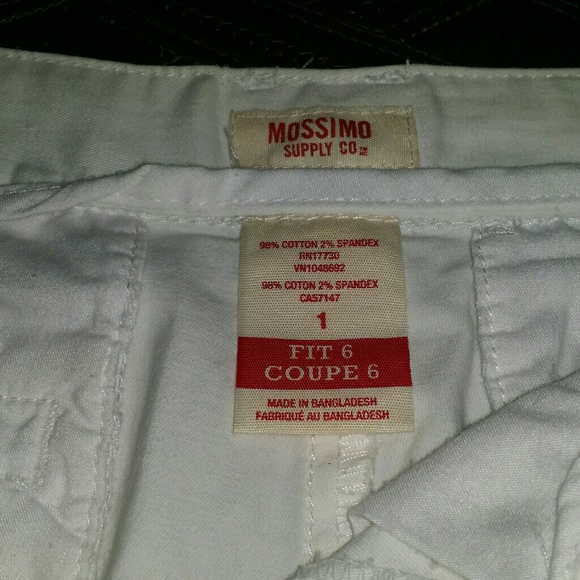 MOSSIMO
SUPPLY CO
98% COTTON 2% SPANDEX
RN17730
VN1048692
98% COTON 2% SPANDEX
CA57147
1
FIT 6
COUPE 6
MADE IN BANGLADESH
FABRIQUÉ AU BANGLADESH